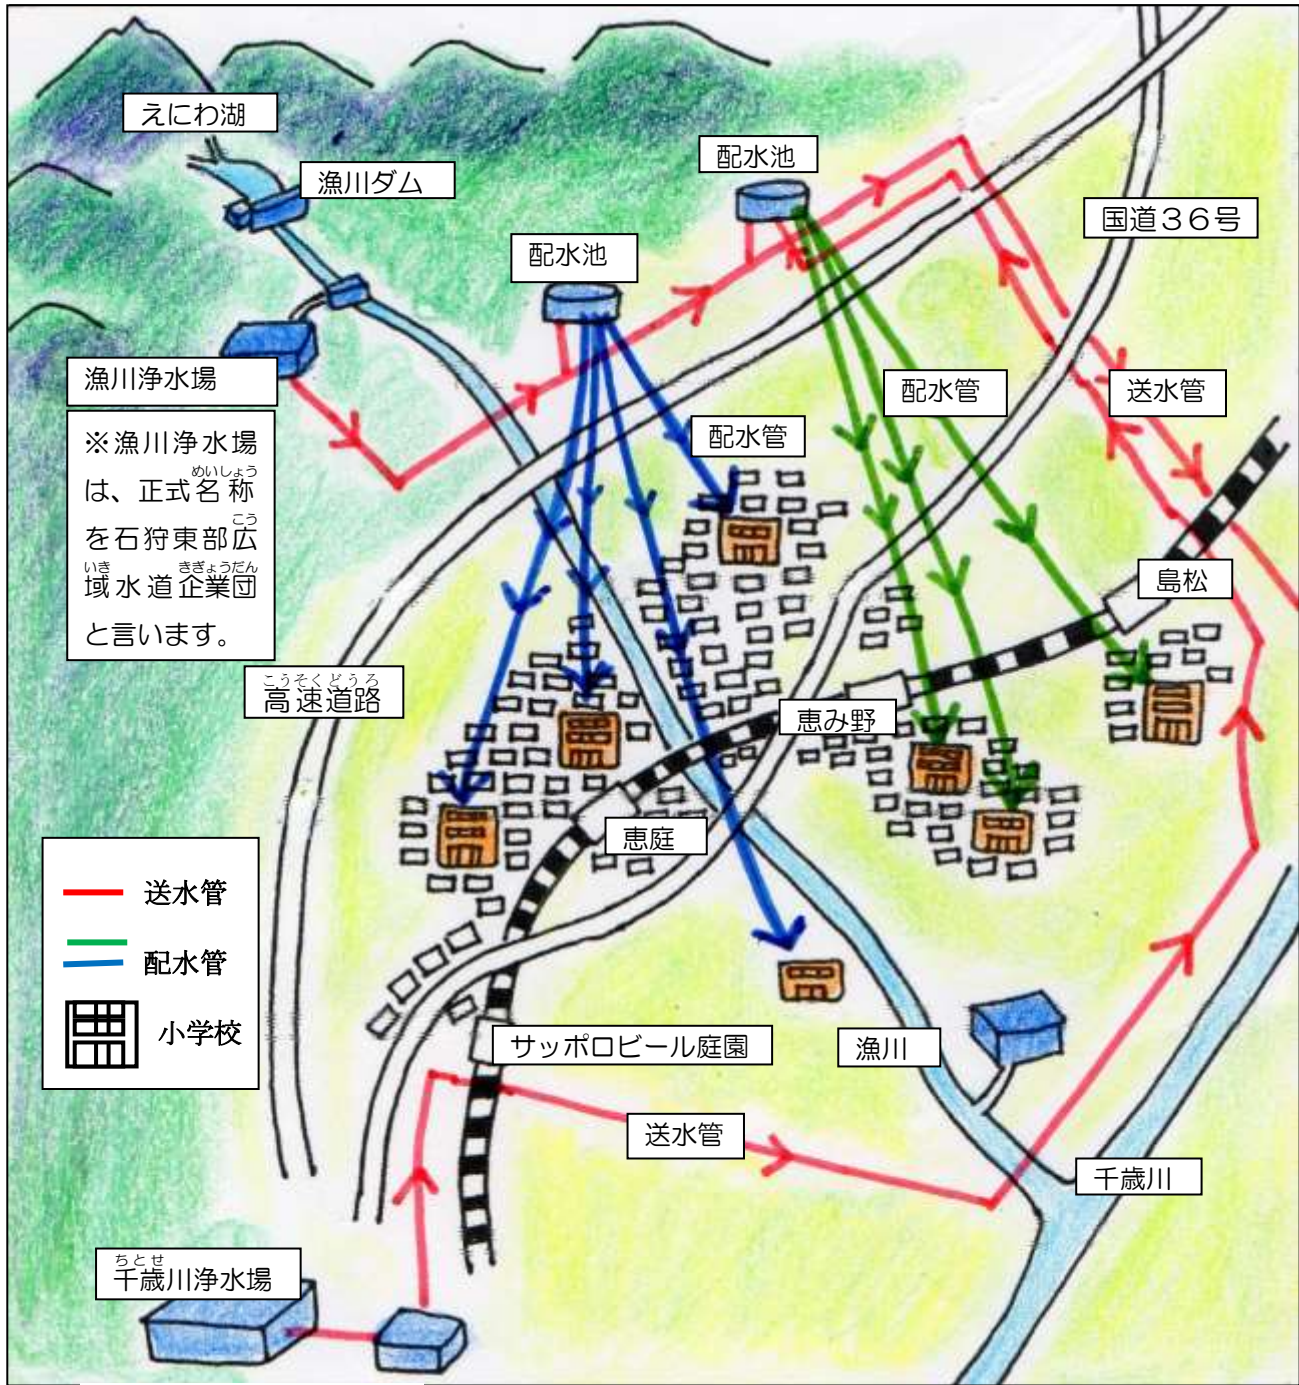 えにわ湖
漁川ダム
配水池
国道３６号
配水池
漁川浄水場
配水管
送水管
配水管
※漁川浄水場
は、正式名称
を石狩東部広
域水道企業団
と言います。
めいしょう
こう
いき
きぎょうだん
島松
こうそくどうろ
高速道路
恵み野
恵庭
送水管
配水管
小学校
サッポロビール庭園
漁川
送水管
千歳川
ちとせ
千歳川浄水場